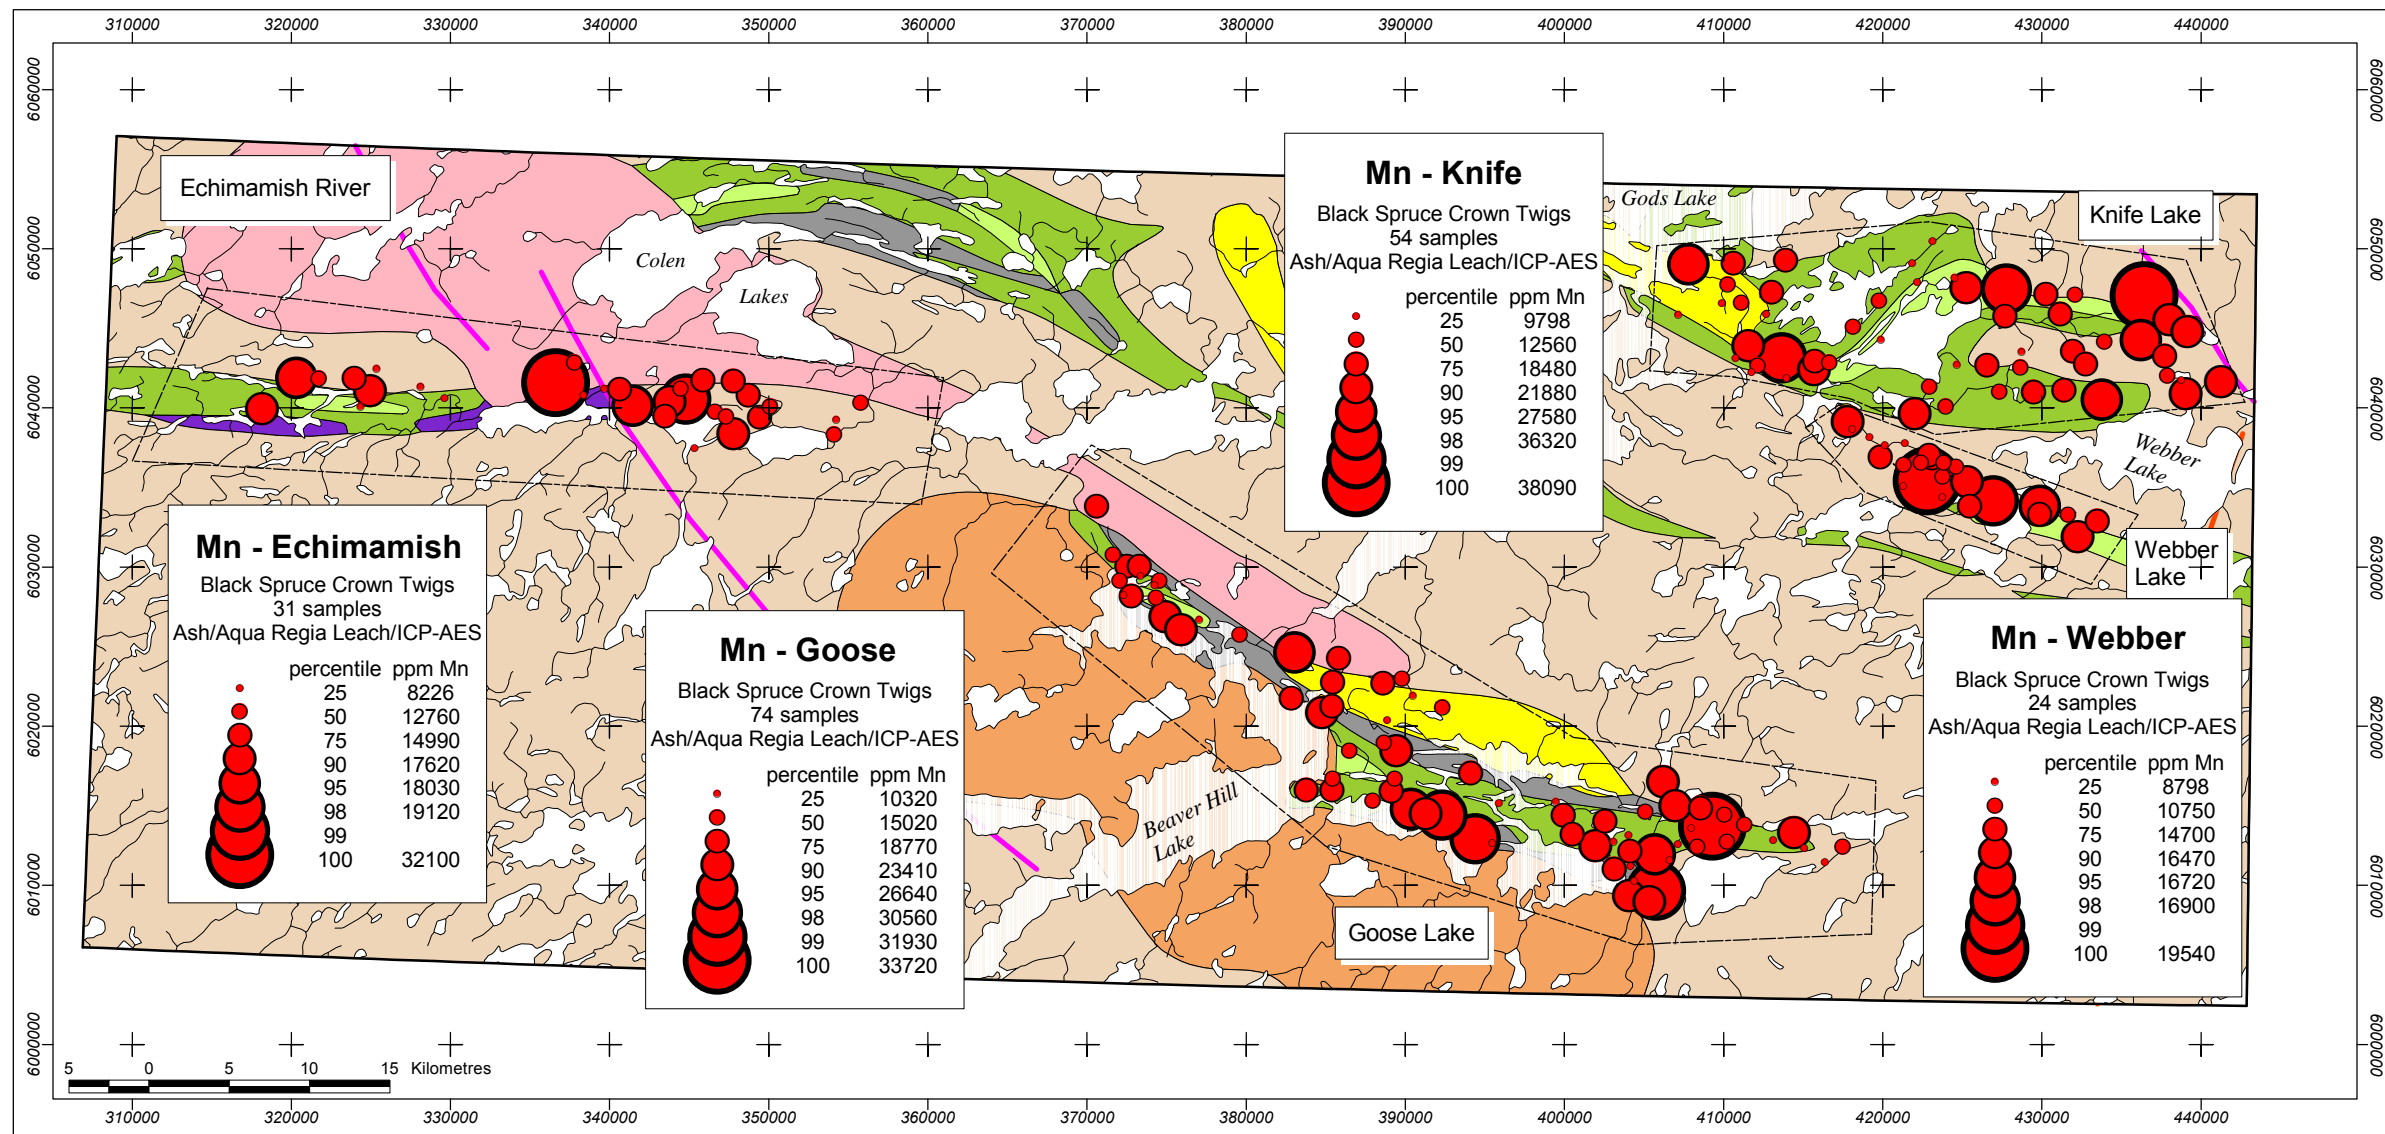 310000 320000 330000 340000 350000 360000 370000 380000 390000 400000 410000 420000 430000 440000
6060000
6050000
6040000
6030000
6020000
6010000
6000000
Echimamish River
Colen
Lakes
Mn - Knife
Black Spruce Crown Twigs
54 samples
Ash/Aqua Regia Leach/ICP-AES
percentile ppm Mn
25 9798
50 12560
75 18480
90 21880
95 27580
98 36320
99
100 38090
Gods Lake
Knife Lake
Webber
Lake
Webber
Lake
Mn - Echimamish
Black Spruce Crown Twigs
31 samples
Ash/Aqua Regia Leach/ICP-AES
percentile ppm Mn
25 8226
50 12760
75 14990
90 17620
95 18030
98 19120
99
100 32100
Mn - Goose
Black Spruce Crown Twigs
74 samples
Ash/Aqua Regia Leach/ICP-AES
percentile ppm Mn
25 10320
50 15020
75 18770
90 23410
95 26640
98 30560
99 31930
100 33720
Beaver Hill
Lake
Goose Lake
Mn - Webber
Black Spruce Crown Twigs
24 samples
Ash/Aqua Regia Leach/ICP-AES
percentile ppm Mn
25 8798
50 10750
75 14700
90 16470
95 16720
98 16900
99
100 19540
6060000
6050000
6040000
6030000
6020000
6010000
6000000
5 0 5 10 15 Kilometres
310000 320000 330000 340000 350000 360000 370000 380000 390000 400000 410000 420000 430000 440000